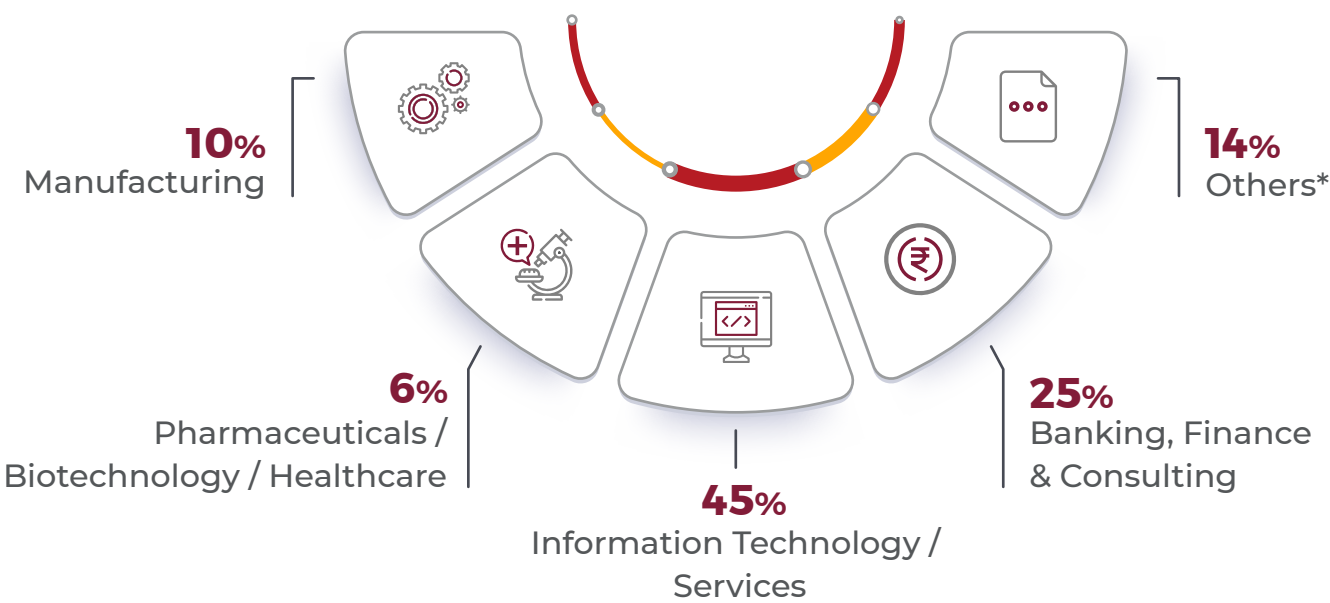 10%
Manufacturing
14%
Others*
6%
Pharmaceuticals /
Biotechnology / Healthcare
₹
</>
25%
Banking, Finance
& Consulting
45%
Information Technology /
Services